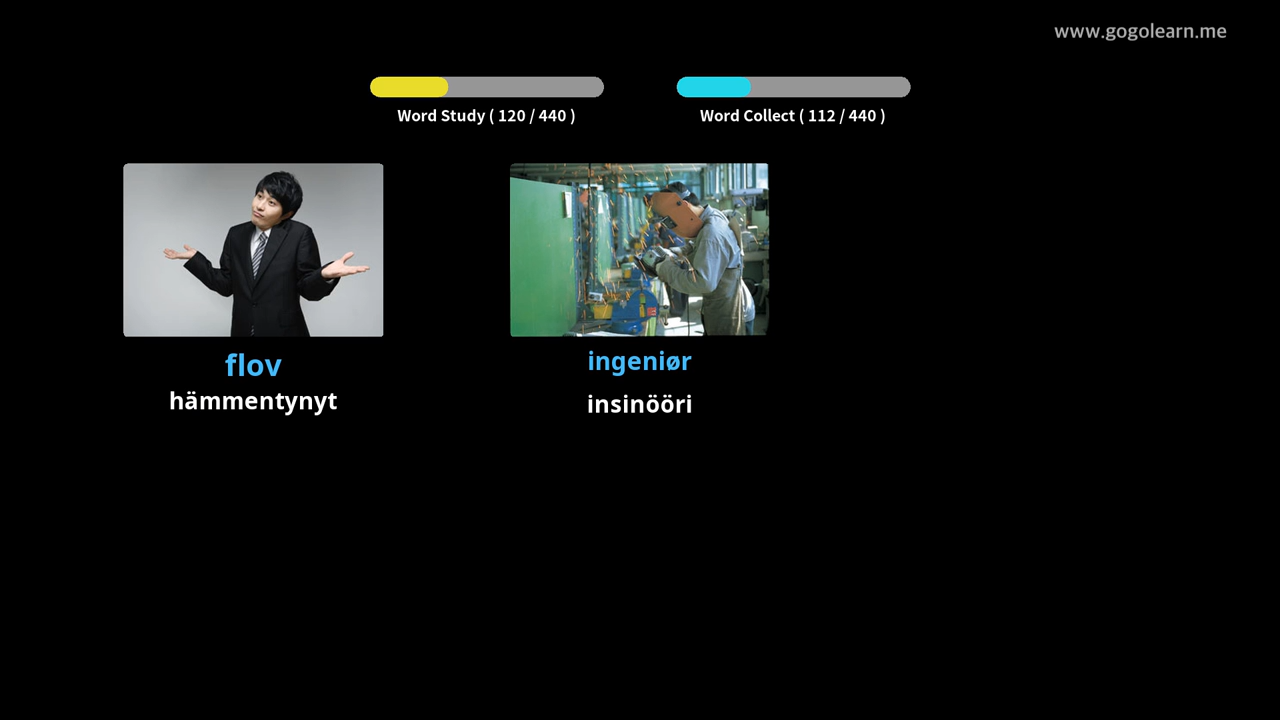 www.gogolearn.me
Word Study ( 120 / 440 )
Word Collect ( 112 / 440 )
flov
hämmentynyt
ingeniør
insinööri